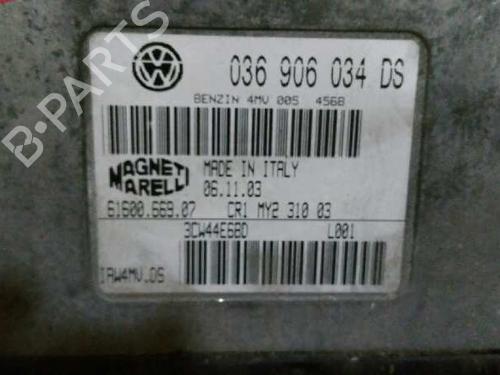 B-PARTS
036 906 034 DS
BENZIN 4MV 005 4568
MAGNETI MARELLI
MADE IN ITALY
06.11.03
61600.669.07 CR1 MY2 310 03
3CW44E6BD L001
IAW4MV.DS